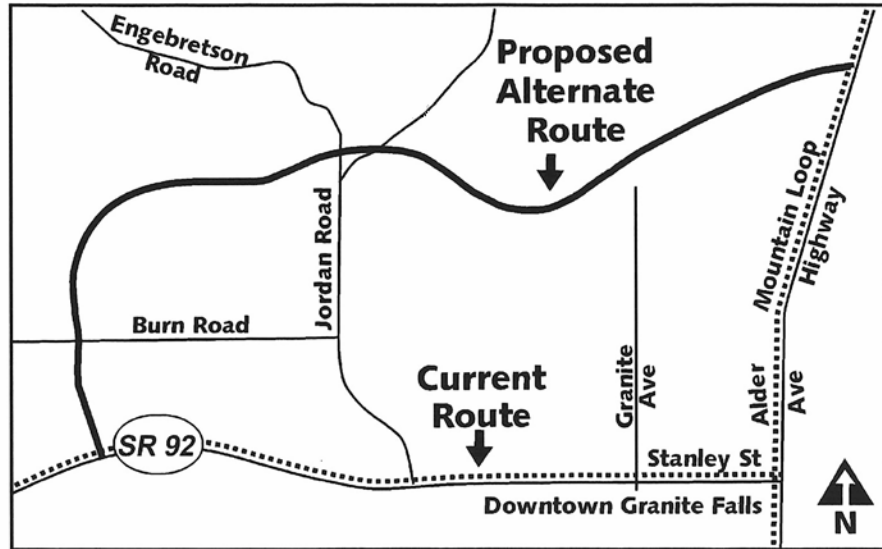 Engebretson
Road
Proposed
Alternate
Route
Mountain Loop
Highway
Jordan Road
Burn Road
Current
Route
Granite
Ave
Alder
Ave
SR 92
Stanley St
Downtown Granite Falls
N